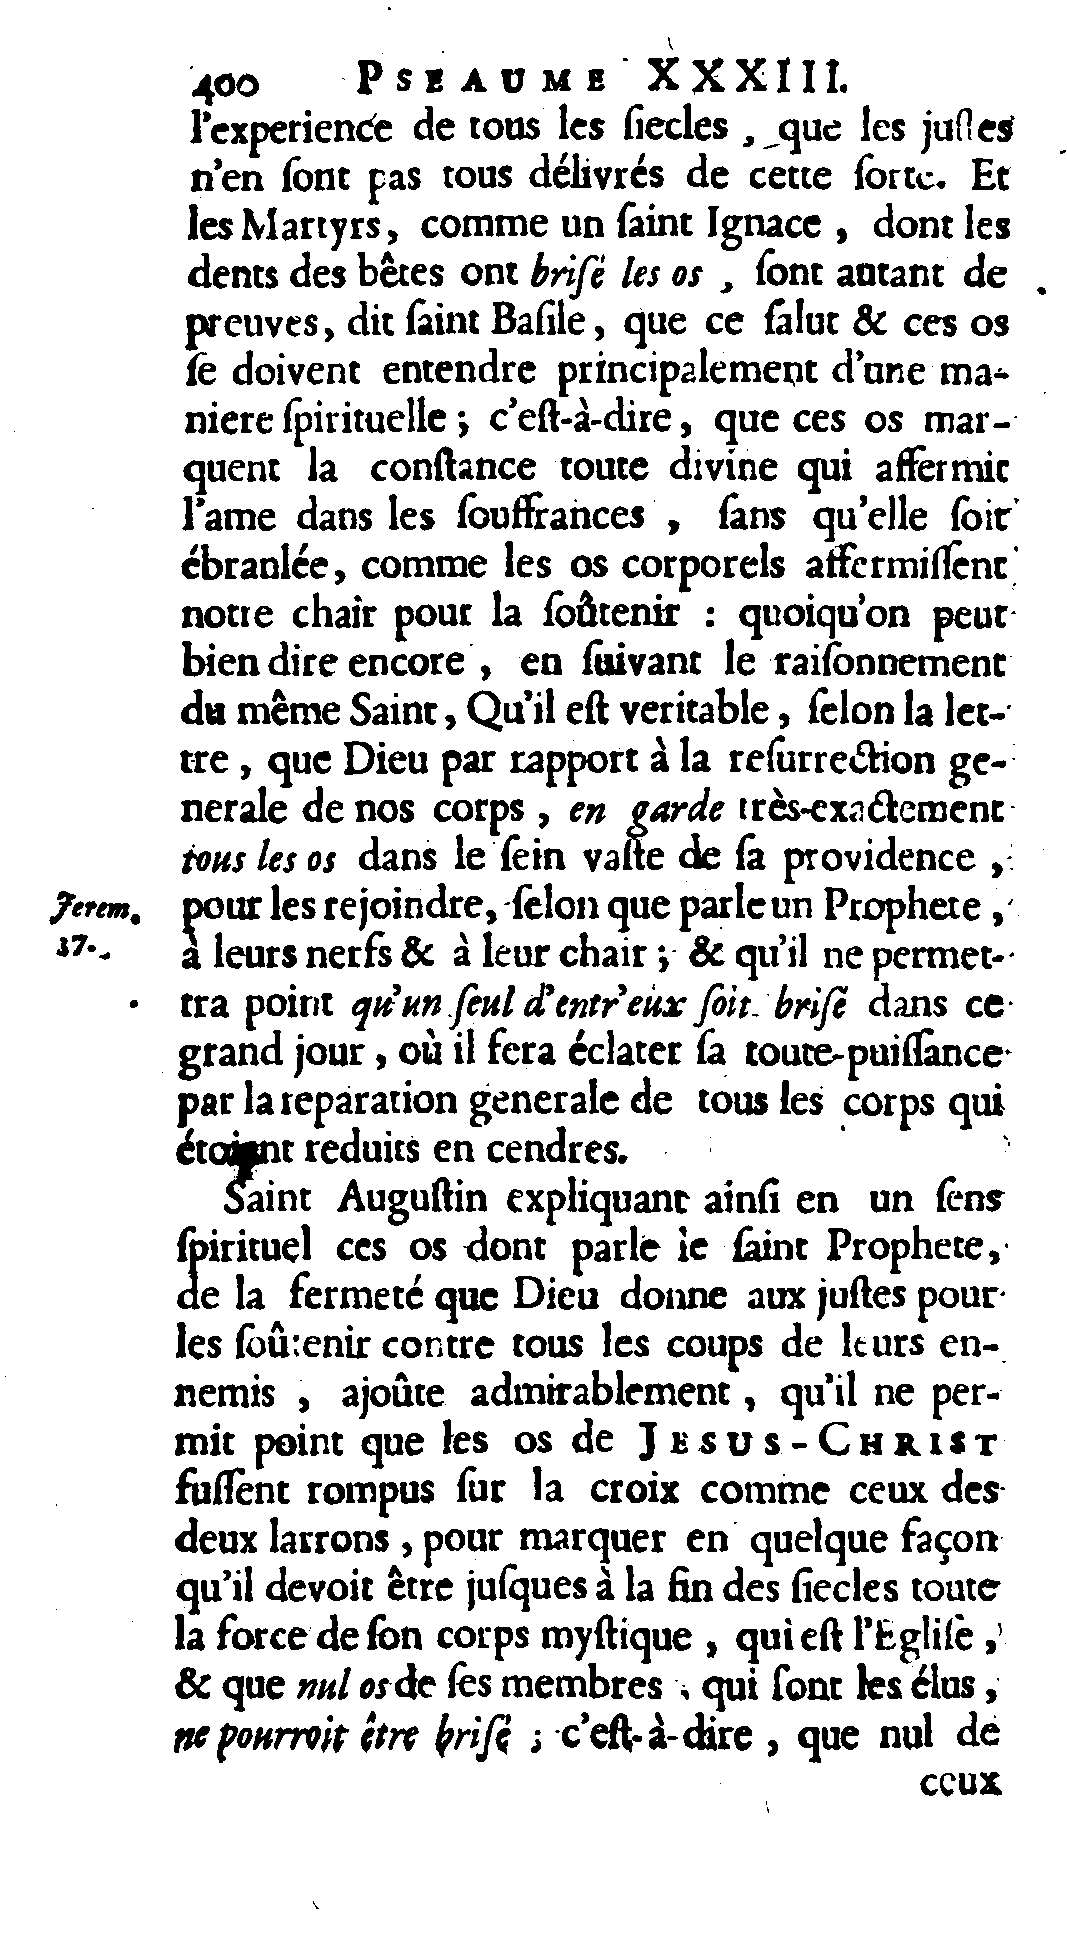 400 PSEAUME XXXIII.
l'experience de tous les ſiecles, que les juſtes
n'en ſont pas tous délivrés de cette ſorte. Et
les Martyrs, comme un ſaint Ignace, dont les
dents des bêtes ont briſé les os, ſont autant de
preuves, dit ſaint Baſile, que ce ſalut & ces os
ſe doivent entendre principalement d'une ma-
niere ſpirituelle; c'eſt-à-dire, que ces os mar-
quent la conſtance toute divine qui affermit
l'ame dans les ſouffrances, ſans qu'elle ſoit
ébranlée, comme les os corporels affermiſſent
notre chair pour la ſoûtenir : quoiqu'on peut
bien dire encore, en ſuivant le raiſonnement
du même Saint, Qu'il eſt veritable, ſelon la let-
tre, que Dieu par rapport à la reſurrection ge-
nerale de nos corps, en garde très-exactement
tous les os dans le ſein vaſte de ſa providence,
Jerem.
37.
pour les rejoindre, ſelon que parle un Prophete,
à leurs nerfs & à leur chair; & qu'il ne permet-
tra point qu'un ſeul d'entr'eux ſoit briſé dans ce
grand jour, où il fera éclater ſa toute-puiſſance
par la reparation generale de tous les corps qui
étoient reduits en cendres.
Saint Auguſtin expliquant ainſi en un ſens
ſpirituel ces os dont parle le ſaint Prophete,
de la fermeté que Dieu donne aux juſtes pour
les ſoûtenir contre tous les coups de leurs en-
nemis, ajoûte admirablement, qu'il ne per-
mit point que les os de JESUS-CHRIST
fuſſent rompus ſur la croix comme ceux des
deux larrons, pour marquer en quelque façon
qu'il devoit être juſques à la fin des ſiecles toute
la force de ſon corps myſtique, qui eſt l'Egliſe,
& que nul os de ſes membres, qui ſont les élus,
ne pourroit être briſé; c'eſt-à-dire, que nul de
ceux